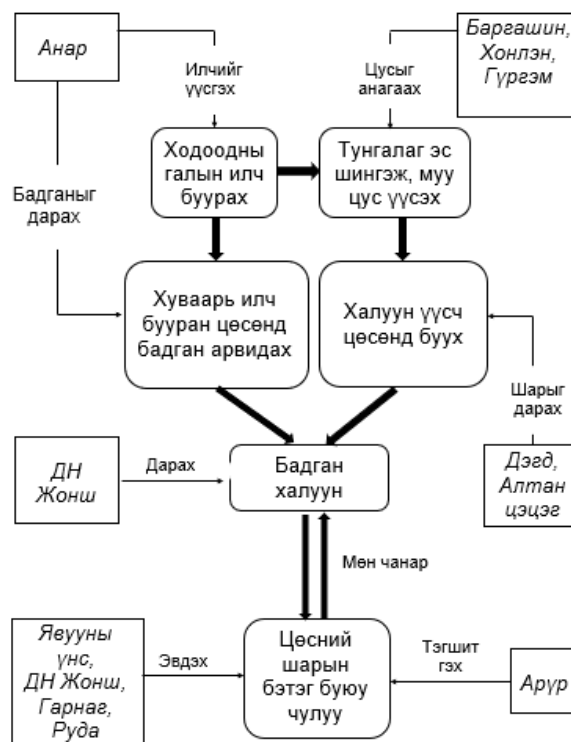 Анар
Баргашин,
Хонлэн,
Гүргэм
Илчийг
үүсгэх
Цусыг
анагаах
Ходоодны
галын илч
буурах
Тунгалаг эс
шингэж, муу
цус үүсэх
Бадганыг
дарах
Хуваарь илч
бууран цөсөнд
бадган арвидах
Халуун үүсч
цөсөнд буух
Шарыг
дарах
ДН
Жонш
Дарах
Бадган
халуун
Дэгд,
Алтан
цэцэг
Мөн чанар
Явууны
үнс,
ДН Жонш,
Гарнаг,
Руда
Эвдэх
Цөсний
шарын
бэтэг буюу
чулуу
Тэгшит
гэх
Арүр